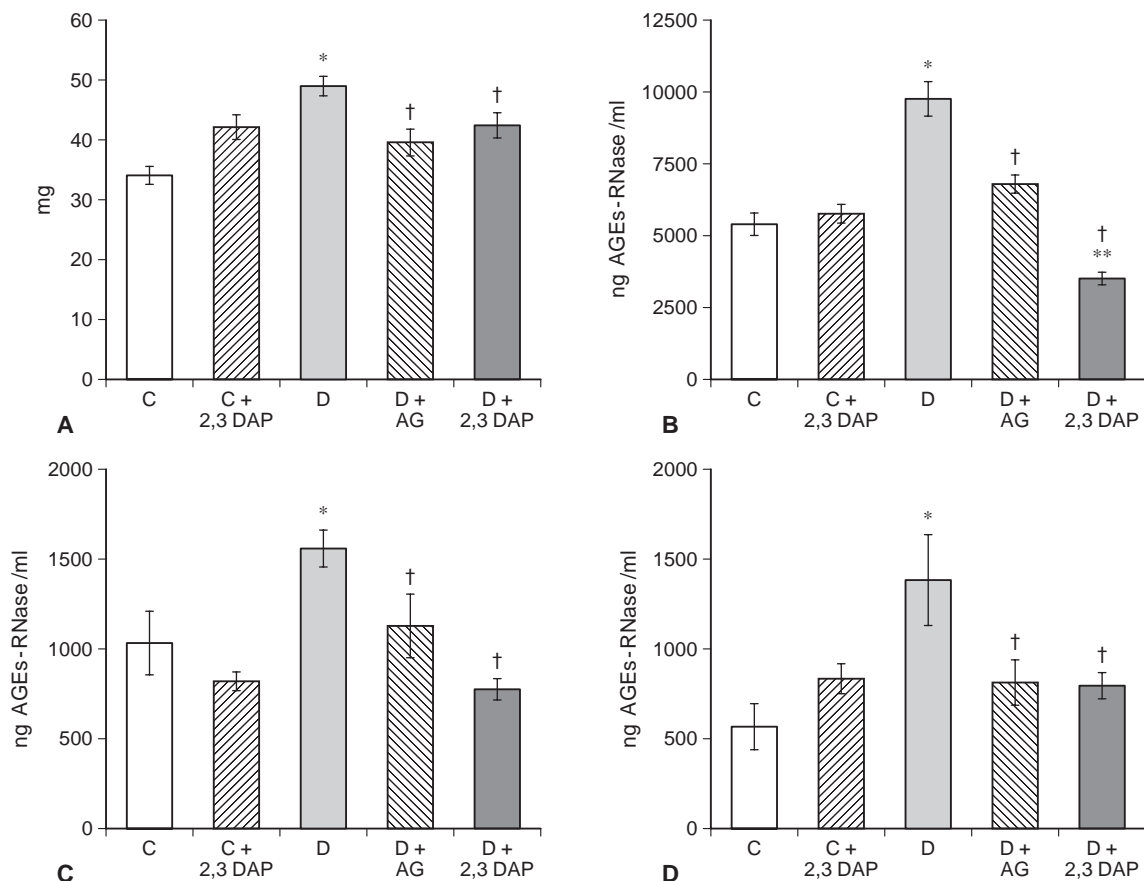 60
50
40
30
20
10
0
mg
*
†
†
C
C +
2,3 DAP
D
D +
AG
D +
2,3 DAP
A
12500
10000
7500
5000
2500
0
ng AGEs-RNase/ml
*
†
†
**
C
C +
2,3 DAP
D
D +
AG
D +
2,3 DAP
B
2000
1500
1000
500
0
ng AGEs-RNase/ml
*
†
†
C
C +
2,3 DAP
D
D +
AG
D +
2,3 DAP
C
2000
1500
1000
500
0
ng AGEs-RNase/ml
*
†
†
C
C +
2,3 DAP
D
D +
AG
D +
2,3 DAP
D